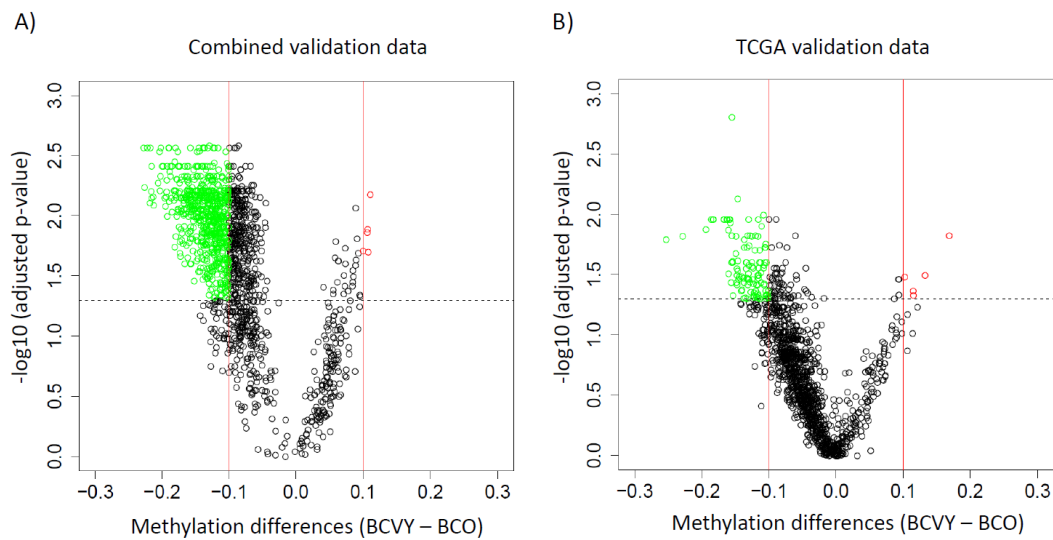 A)
Combined validation data
3.0
2.5
2.0
1.5
1.0
0.5
0.0
-log10 (adjusted p-value)
−0.3 −0.2 −0.1 0.0 0.1 0.2 0.3
Methylation differences (BCVY – BCO)
B)
TCGA validation data
3.0
2.5
2.0
1.5
1.0
0.5
0.0
-log10 (adjusted p-value)
−0.3 −0.2 −0.1 0.0 0.1 0.2 0.3
Methylation differences (BCVY – BCO)